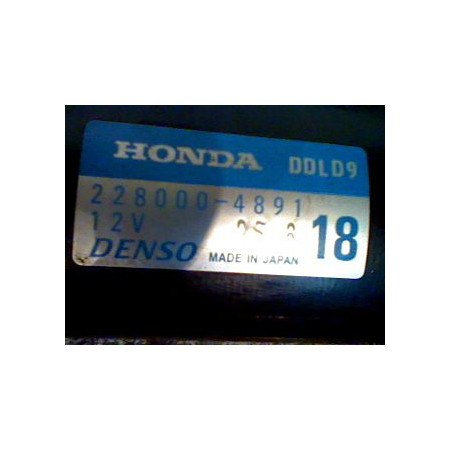 HONDA DDLD9
228000-4891
12V 18
DENSO MADE IN JAPAN